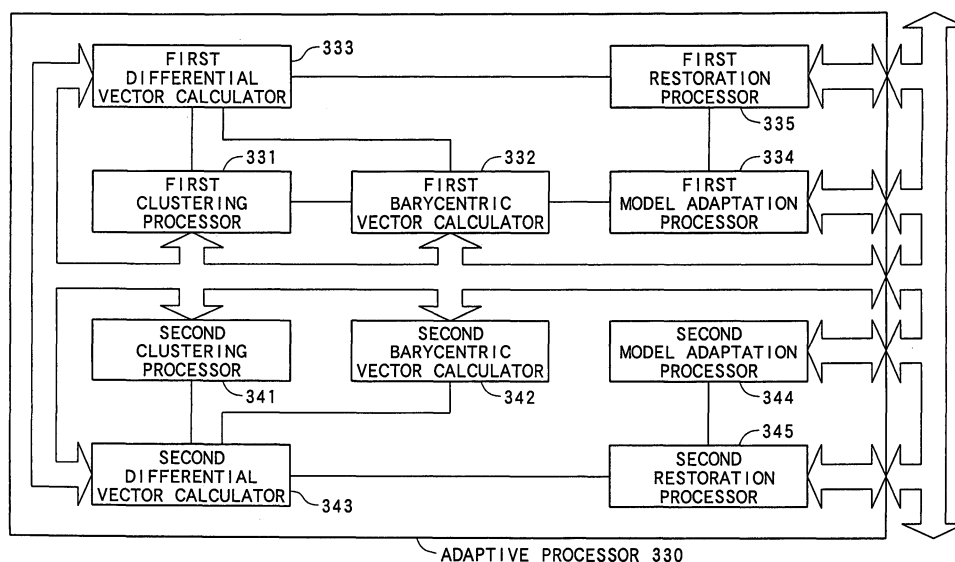 FIRST
DIFFERENTIAL
VECTOR CALCULATOR
333
FIRST
RESTORATION
PROCESSOR
335
331
FIRST
CLUSTERING
PROCESSOR
332
FIRST
BARYCENTRIC
VECTOR CALCULATOR
334
FIRST
MODEL ADAPTATION
PROCESSOR
SECOND
CLUSTERING
PROCESSOR
341
SECOND
BARYCENTRIC
VECTOR CALCULATOR
342
SECOND
MODEL ADAPTATION
PROCESSOR
344
SECOND
DIFFERENTIAL
VECTOR CALCULATOR
343
345
SECOND
RESTORATION
PROCESSOR
ADAPTIVE PROCESSOR 330